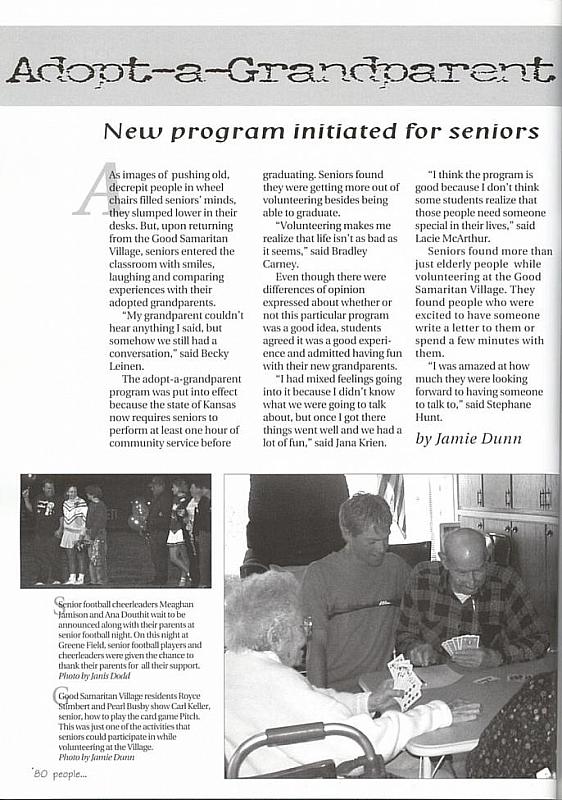 Adopt-a-Grandparent
New program initiated for seniors
As images of pushing old,
decrepit people in wheel
chairs filled seniors' minds,
they slumped lower in their
desks. But, upon returning
from the Good Samaritan
Village, seniors entered the
classroom with smiles,
laughing and comparing
experiences with their
adopted grandparents.
"My grandparent couldn't
hear anything I said, but
somehow we still had a
conversation," said Becky
Leinen.
The adopt-a-grandparent
program was put into effect
because the state of Kansas
now requires seniors to
perform at least one hour of
community service before
graduating. Seniors found
they were getting more out of
volunteering besides being
able to graduate.
"Volunteering makes me
realize that life isn't as bad as
it seems," said Bradley
Carney.
Even though there were
differences of opinion
expressed about whether or
not this particular program
was a good idea, students
agreed it was a good experi-
ence and admitted having fun
with their new grandparents.
"I had mixed feelings going
into it because I didn't know
what we were going to talk
about, but once I got there
things went well and we had a
lot of fun," said Jana Krien.
"I think the program is
good because I don't think
some students realize that
those people need someone
special in their lives," said
Lacie McArthur.
Seniors found more than
just elderly people while
volunteering at the Good
Samaritan Village. They
found people who were
excited to have someone
write a letter to them or
spend a few minutes with
them.
"I was amazed at how
much they were looking
forward to having someone
to talk to," said Stephane
Hunt.
by Jamie Dunn
Senior football cheerleaders Meaghan
Jamison and Ana Douthit wait to be
announced along with their parents at
senior football night. On this night at
Greene Field, senior football players and
cheerleaders were given the chance to
thank their parents for all their support.
Photo by Janis Dodd
Good Samaritan Village residents Royce
Stimbert and Pearl Busby show Carl Keller,
senior, how to play the card game Pitch.
This was just one of the activities that
seniors could participate in while
volunteering at the Village.
Photo by Jamie Dunn
'80 people...